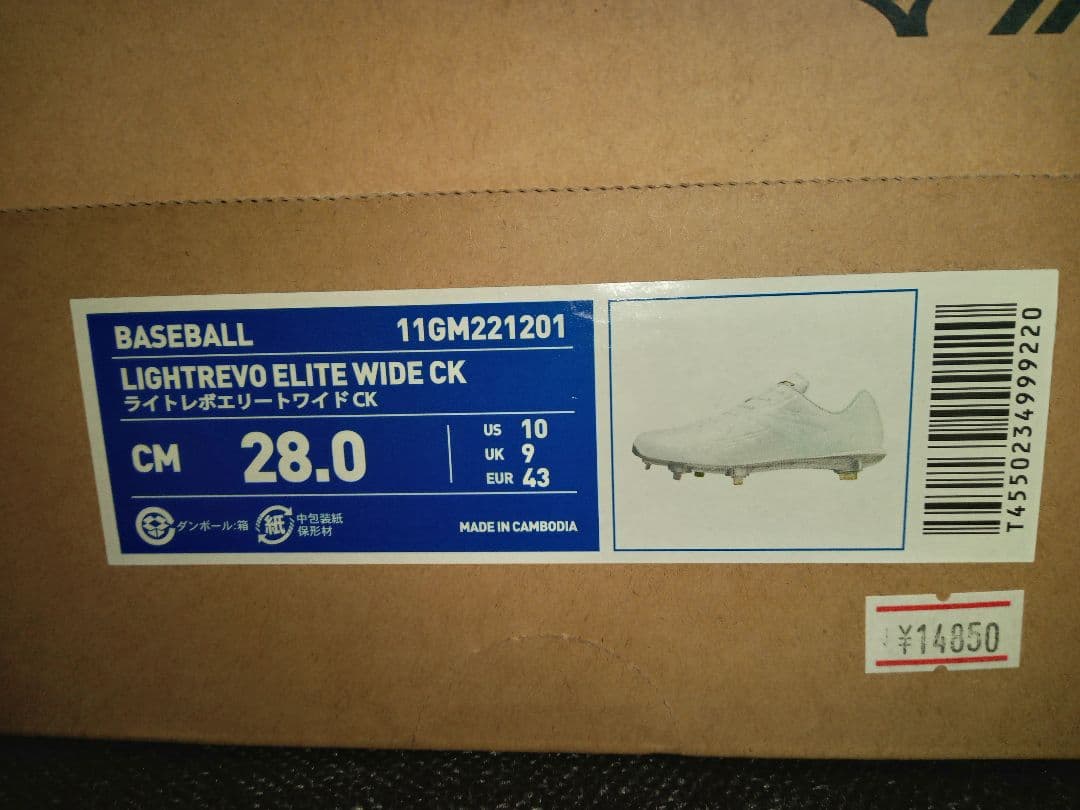 BASEBALL 11GM221201
LIGHTREVO ELITE WIDE CK
ライトレボエリートワイドCK
CM 28.0
US 10
UK 9
EUR 43
ダンボール:箱
紙
中包装紙
保形材
MADE IN CAMBODIA
T4550234999220
¥14850